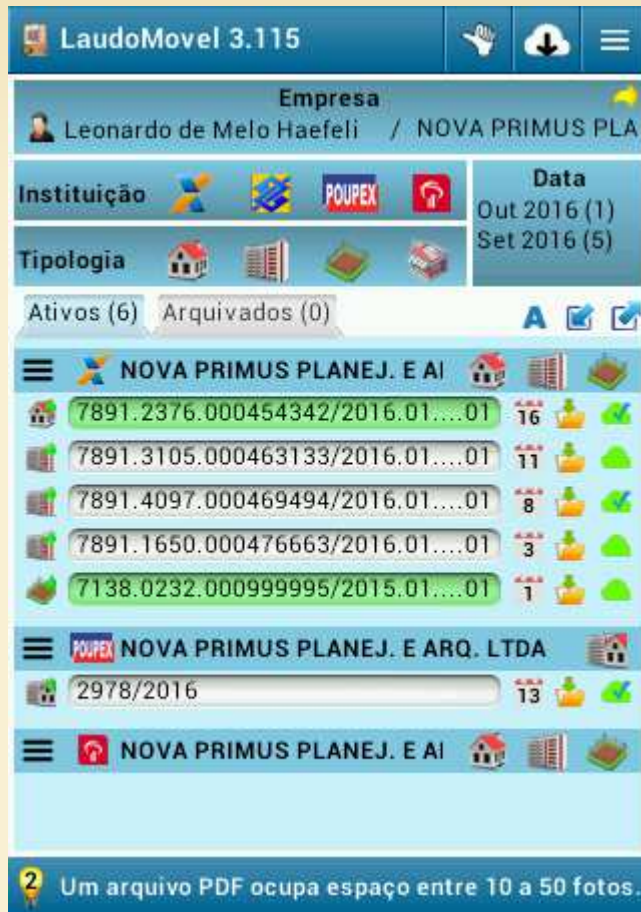 LaudoMovel 3.115
Empresa
Leonardo de Melo Haefeli / NOVA PRIMUS PLA
Instituição POUPEX
Data
Out 2016 (1)
Set 2016 (5)
Tipologia
Ativos (6) Arquivados (0) A
NOVA PRIMUS PLANEJ. E AI
7891.2376.000454342/2016.01....01 16
7891.3105.000463133/2016.01....01 11
7891.4097.000469494/2016.01....01 8
7891.1650.000476663/2016.01....01 3
7138.0232.000999995/2015.01....01 1
POUPEX NOVA PRIMUS PLANEJ. E ARQ. LTDA
2978/2016 13
NOVA PRIMUS PLANEJ. E AI
2 Um arquivo PDF ocupa espaço entre 10 a 50 fotos.